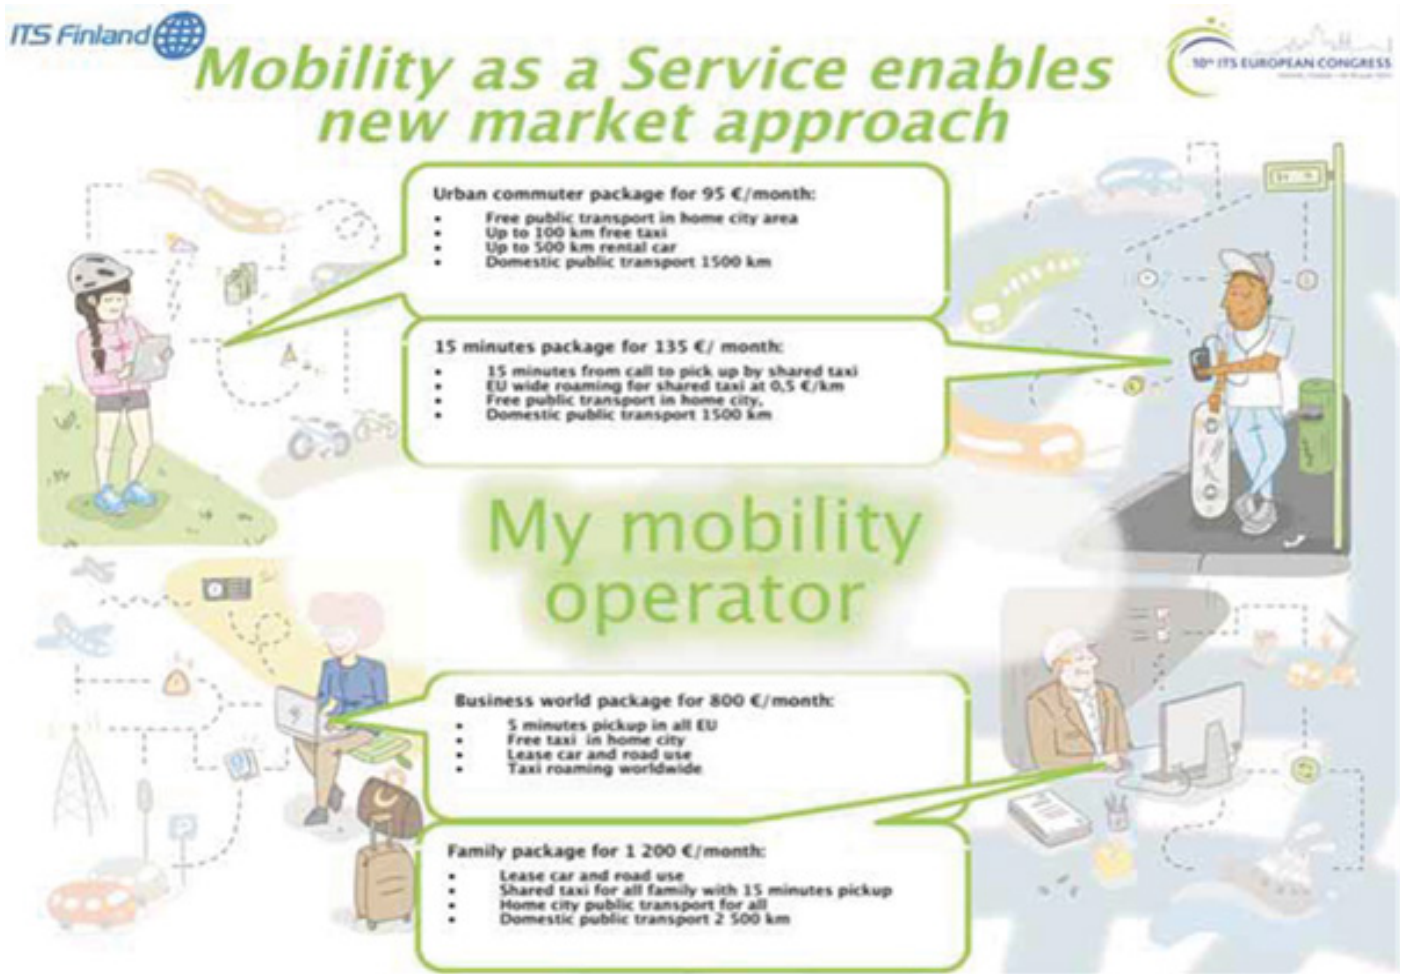 ITS Finland
Mobility as a Service enables
new market approach
10th ITS EUROPEAN CONGRESS
Urban commuter package for 95 €/month:
• Free public transport in home city area
• Up to 100 km free taxi
• Up to 500 km rental car
• Domestic public transport 1500 km
15 minutes package for 135 €/ month:
• 15 minutes from call to pick up by shared taxi
• EU wide roaming for shared taxi at 0,5 €/km
• Free public transport in home city,
• Domestic public transport 1500 km
My mobility
operator
Business world package for 800 €/month:
• 5 minutes pickup in all EU
• Free taxi in home city
• Lease car and road use
• Taxi roaming worldwide
Family package for 1 200 €/month:
• Lease car and road use
• Shared taxi for all family with 15 minutes pickup
• Home city public transport for all
• Domestic public transport 2 500 km